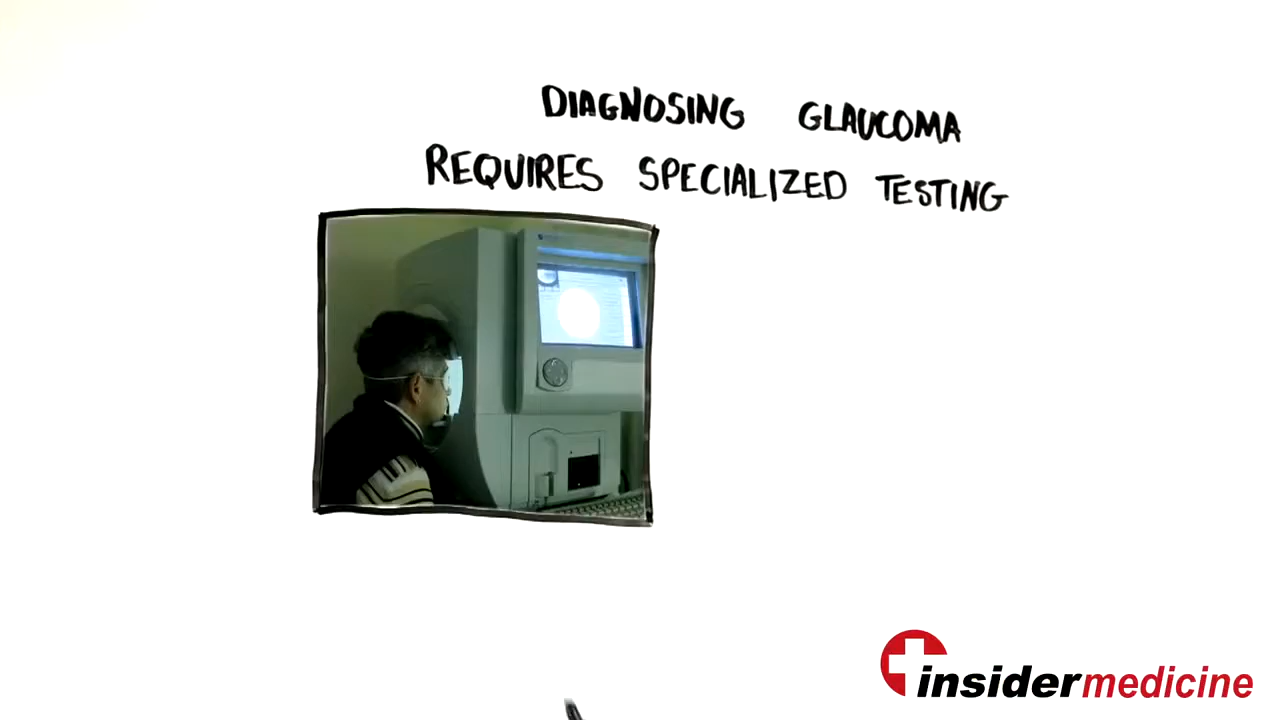 DIAGNOSING GLAUCOMA
REQUIRES SPECIALIZED TESTING
insidermedicine